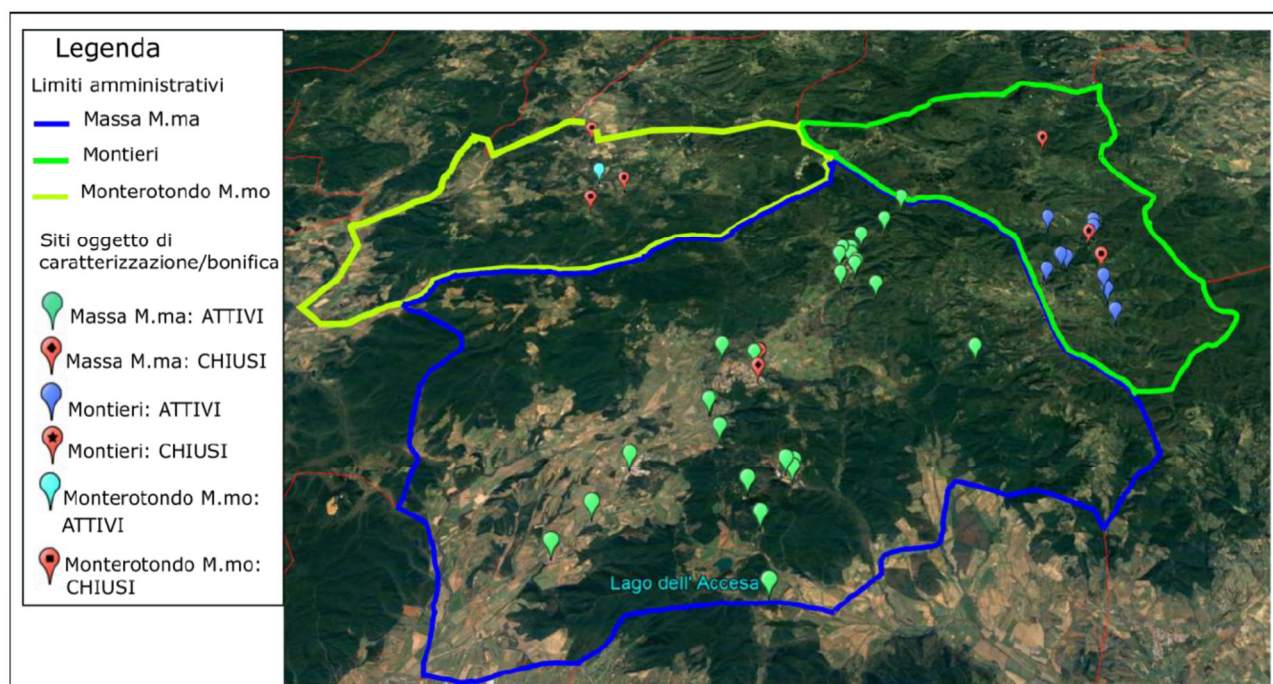 Legenda
Limiti amministrativi
Massa M.ma
Montieri
Monterotondo M.mo
Siti oggetto di
caratterizzazione/bonifica
Massa M.ma: ATTIVI
Massa M.ma: CHIUSI
Montieri: ATTIVI
Montieri: CHIUSI
Monterotondo M.mo:
ATTIVI
Monterotondo M.mo:
CHIUSI
Lago dell' Accesa